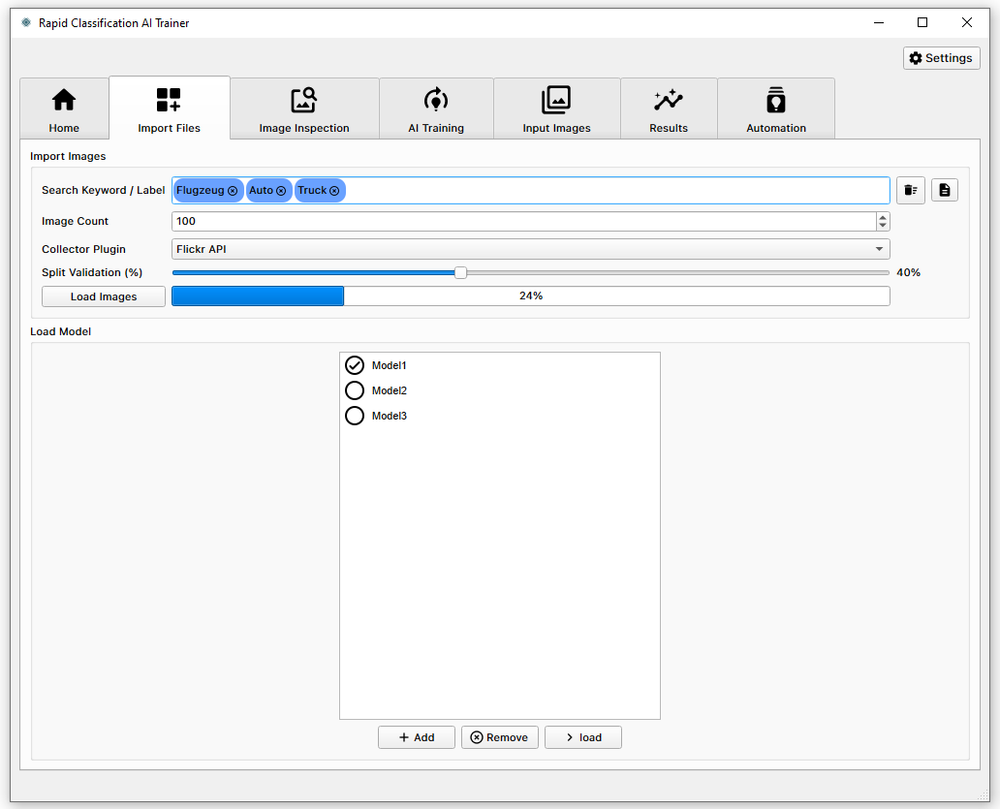 Rapid Classification AI Trainer
Settings
Home
Import Files
Image Inspection
AI Training
Input Images
Results
Automation
Import Images
Search Keyword / Label Flugzeug Auto Truck
Image Count 100
Collector Plugin Flickr API
Split Validation (%) 40%
Load Images 24%
Load Model
Model1
Model2
Model3
Add Remove load